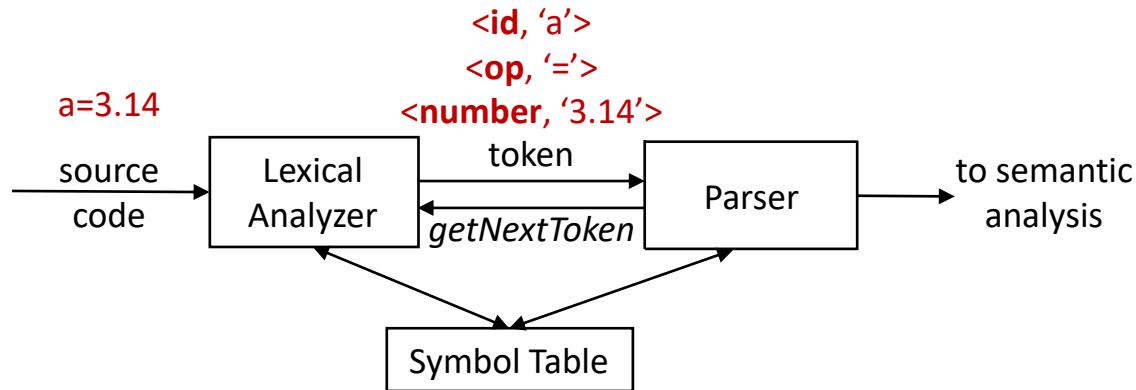 <id, ‘a’>
<op, ‘=’>
<number, ‘3.14’>
a=3.14
source
code
Lexical
Analyzer
token
getNextToken
Parser
to semantic
analysis
Symbol Table